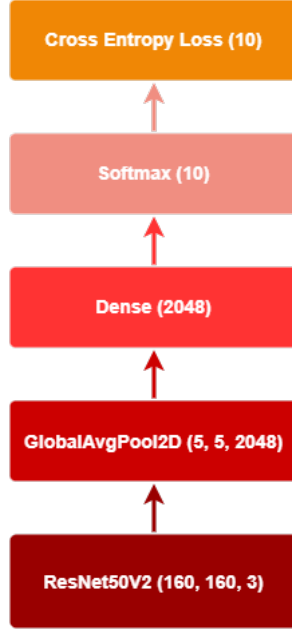 Cross Entropy Loss (10)
Softmax (10)
Dense (2048)
GlobalAvgPool2D (5, 5, 2048)
ResNet50V2 (160, 160, 3)